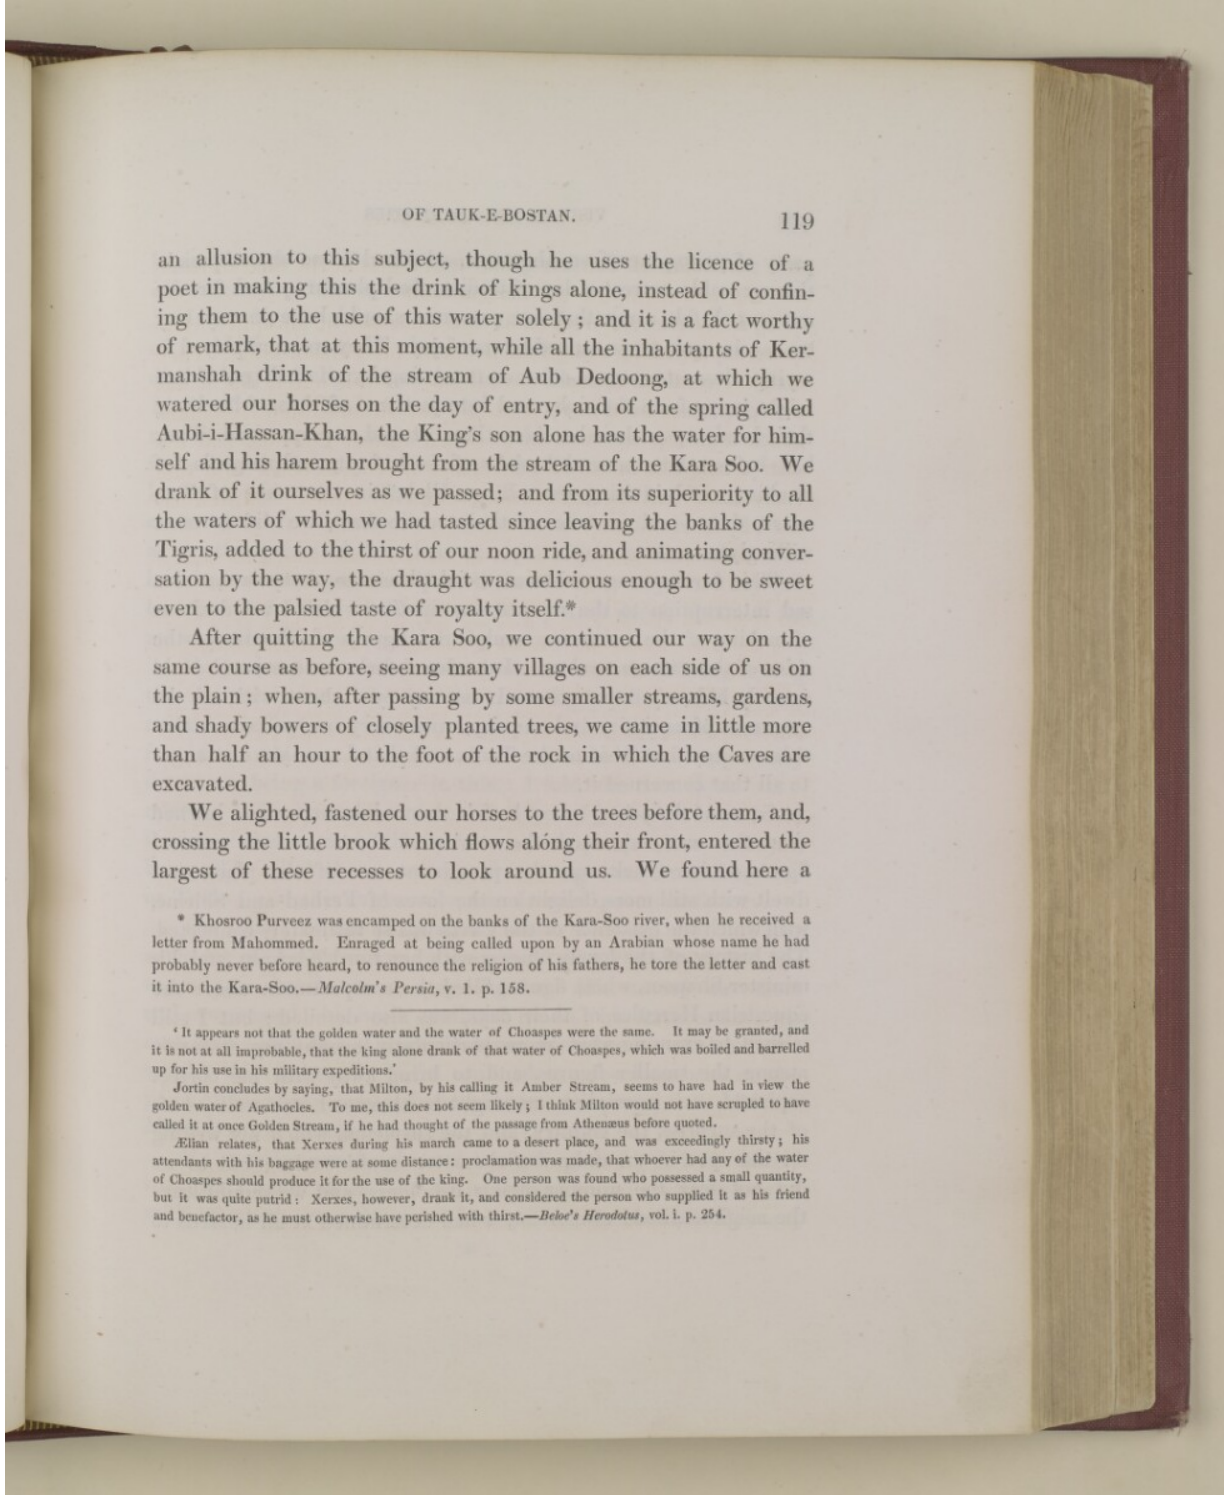 OF TAUK-E-BOSTAN.
119
an allusion to this subject, though he uses the licence of a
poet in making this the drink of kings alone, instead of confin-
ing them to the use of this water solely ; and it is a fact worthy
of remark, that at this moment, while all the inhabitants of Ker-
manshah drink of the stream of Aub Dedoong, at which we
watered our horses on the day of entry, and of the spring called
Aubi-i-Hassan-Khan, the King's son alone has the water for him-
self and his harem brought from the stream of the Kara Soo. We
drank of it ourselves as we passed; and from its superiority to all
the waters of which we had tasted since leaving the banks of the
Tigris, added to the thirst of our noon ride, and animating conver-
sation by the way, the draught was delicious enough to be sweet
even to the palsied taste of royalty itself.*
After quitting the Kara Soo, we continued our way on the
same course as before, seeing many villages on each side of us on
the plain ; when, after passing by some smaller streams, gardens,
and shady bowers of closely planted trees, we came in little more
than half an hour to the foot of the rock in which the Caves are
excavated.
We alighted, fastened our horses to the trees before them, and,
crossing the little brook which flows alóng their front, entered the
largest of these recesses to look around us. We found here a
* Khosroo Purveez was encamped on the banks of the Kara-Soo river, when he received a
letter from Mahommed. Enraged at being called upon by an Arabian whose name he had
probably never before heard, to renounce the religion of his fathers, he tore the letter and cast
it into the Kara-Soo.—Malcolm's Persia, v. 1. p. 158.
‘ It appears not that the golden water and the water of Choaspes were the same. It may be granted, and
it is not at all improbable, that the king alone drank of that water of Choaspes, which was boiled and barrelled
up for his use in his military expeditions.’
Jortin concludes by saying, that Milton, by his calling it Amber Stream, seems to have had in view the
golden water of Agathocles. To me, this does not seem likely ; I think Milton would not have scrupled to have
called it at once Golden Stream, if he had thought of the passage from Athenæus before quoted.
Ælian relates, that Xerxes during his march came to a desert place, and was exceedingly thirsty ; his
attendants with his baggage were at some distance : proclamation was made, that whoever had any of the water
of Choaspes should produce it for the use of the king. One person was found who possessed a small quantity,
but it was quite putrid : Xerxes, however, drank it, and considered the person who supplied it as his friend
and benefactor, as he must otherwise have perished with thirst.—Beloe's Herodotus, vol. i. p. 254.